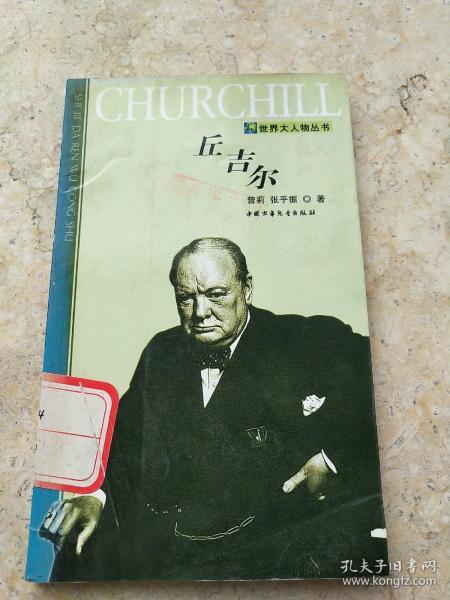 CHURCHILL
世界大人物丛书
丘吉尔
曾莉 张乎振 ◎ 著
中国少年儿童出版社
SHI JIE DA REN WU CONG SHU
4
孔夫子旧书网
www.kongfz.com